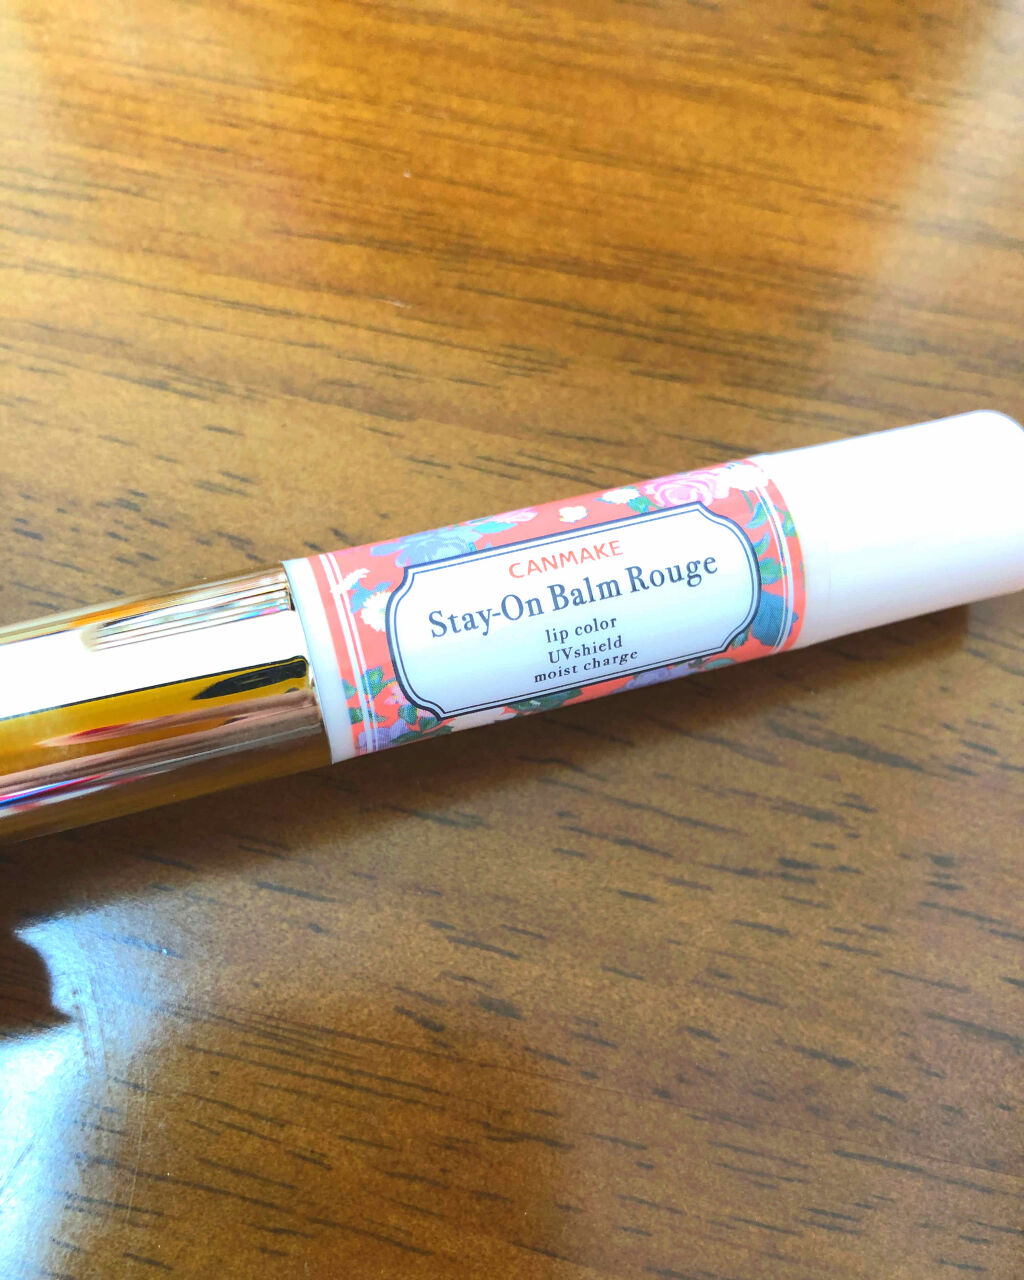 CANMAKE
Stay-On Balm Rouge
lip color
UVshield
moist charge